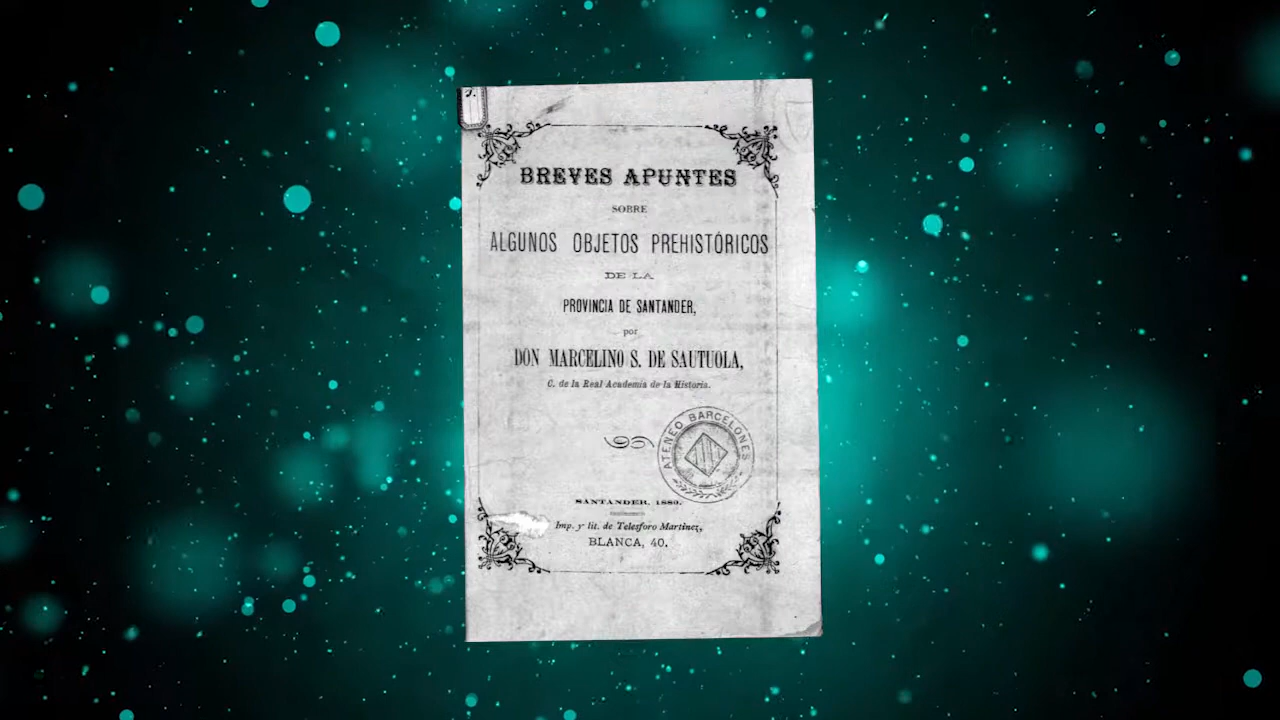 BREVES APUNTES
SOBRE
ALGUNOS OBJETOS PREHISTÓRICOS
DE LA
PROVINCIA DE SANTANDER,
por
DON MARCELINO S. DE SAUTUOLA,
C. de la Real Academia de la Historia.
ATENEO BARCELONES
SANTANDER. 1880.
Imp. y lit. de Telesforo Martinez,
BLANCA, 40.